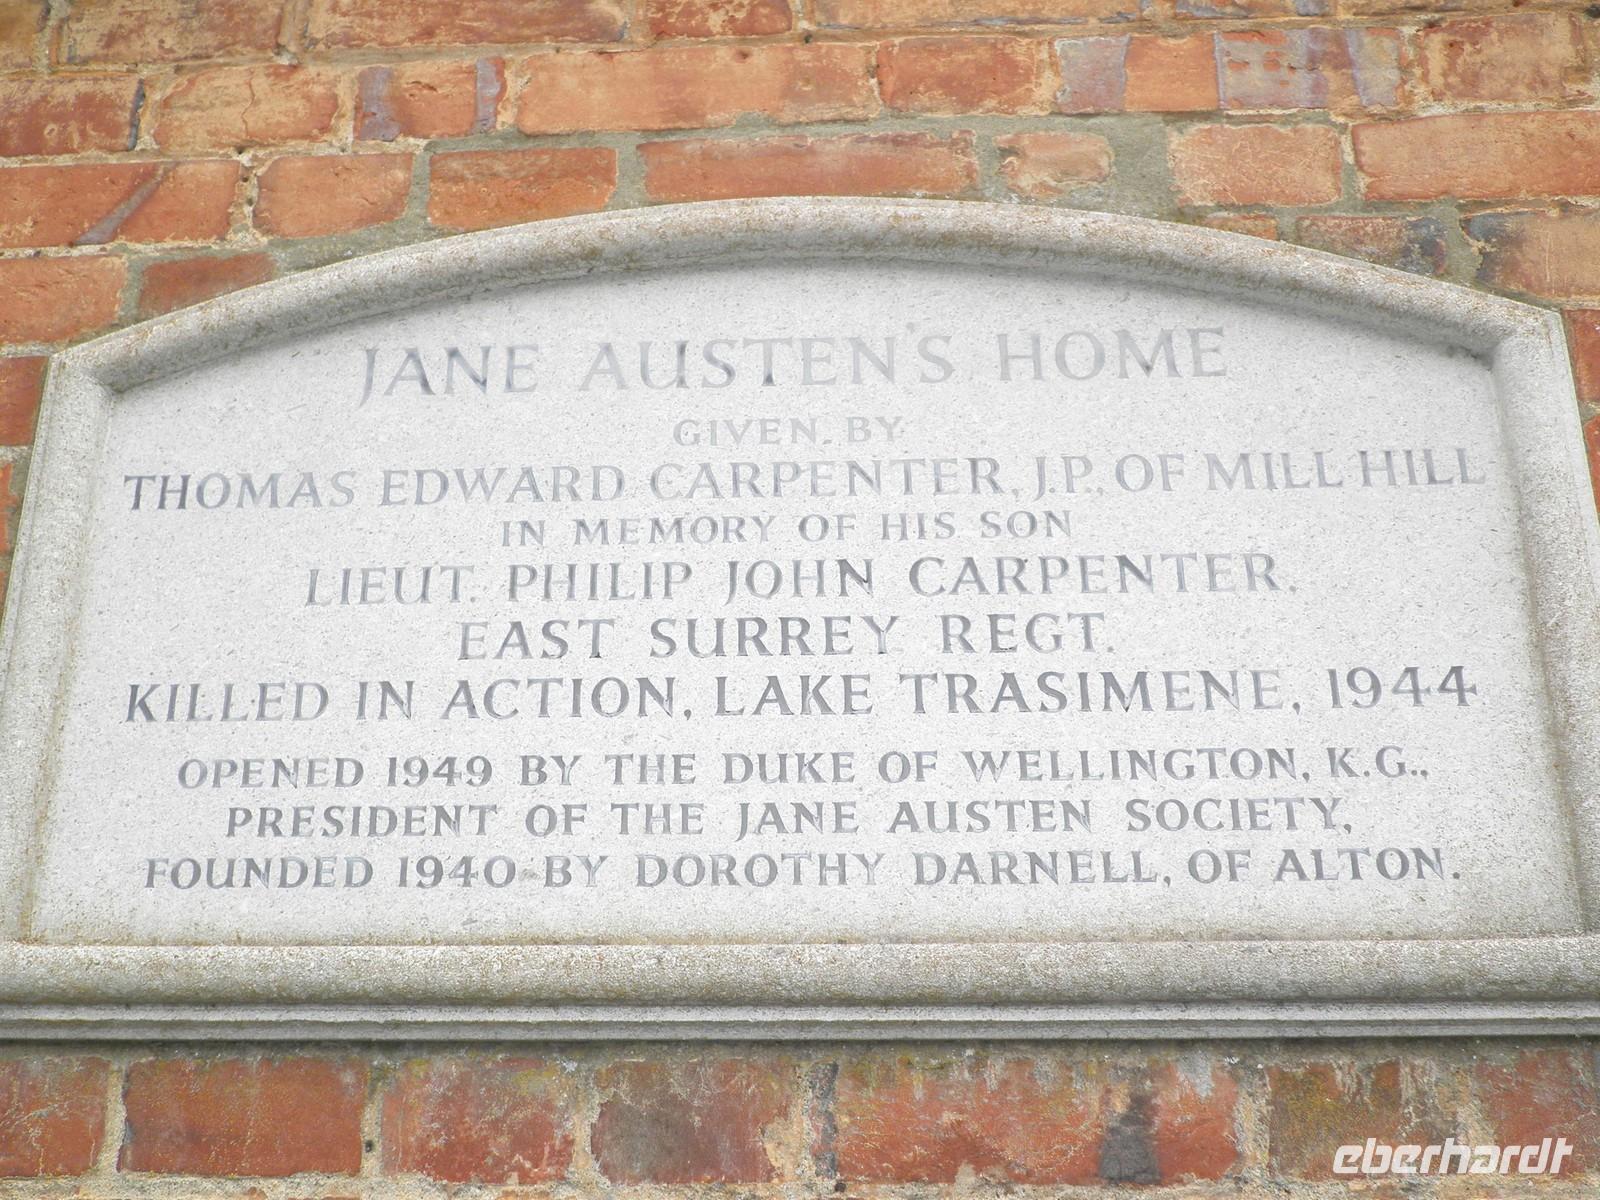 JANE AUSTEN'S HOME
GIVEN BY
THOMAS EDWARD CARPENTER, J.P., OF MILL HILL
IN MEMORY OF HIS SON
LIEUT. PHILIP JOHN CARPENTER.
EAST SURREY REGT.
KILLED IN ACTION, LAKE TRASIMENE, 1944
OPENED 1949 BY THE DUKE OF WELLINGTON, K.G.,
PRESIDENT OF THE JANE AUSTEN SOCIETY,
FOUNDED 1940 BY DOROTHY DARNELL, OF ALTON.
eberhardt